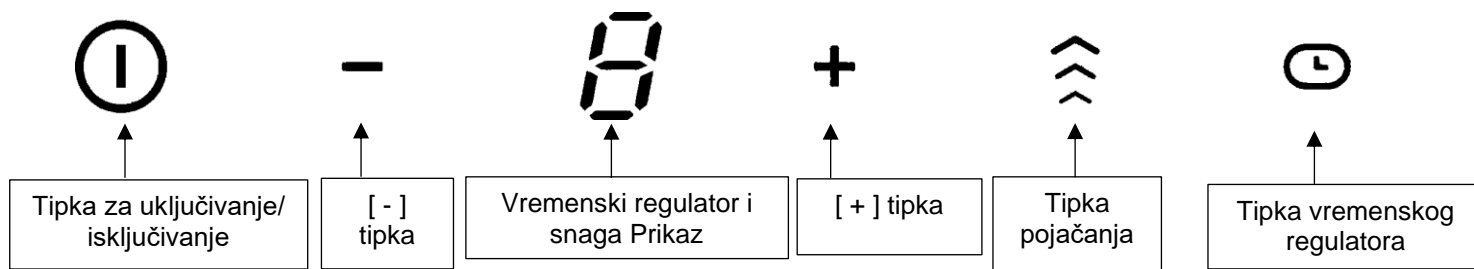 Tipka za uključivanje/
isključivanje
[ - ]
tipka
Vremenski regulator i
snaga Prikaz
[ + ] tipka
Tipka
pojačanja
Tipka vremenskog
regulatora